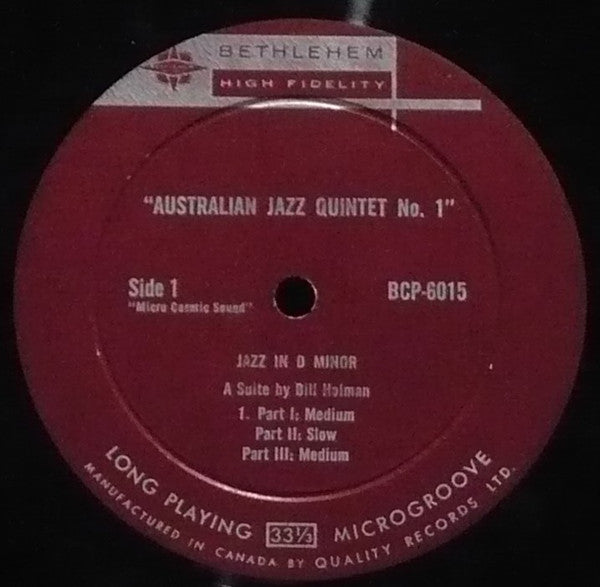 BETHLEHEM
HIGH FIDELITY
"AUSTRALIAN JAZZ QUINTET No. 1"
Side 1
"Micro Cosmic Sound"
BCP-6015
JAZZ IN D MINOR
A Suite by Bill Holman
1. Part I: Medium
Part II: Slow
Part III: Medium
LONG PLAYING 33⅓ MICROGROOVE
MANUFACTURED IN CANADA BY QUALITY RECORDS LTD.